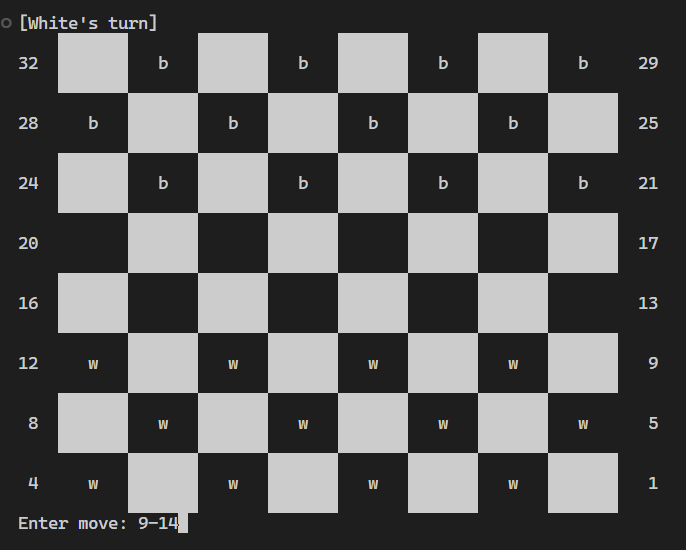 [White's turn]
32 b b b b 29
28 b b b b 25
24 b b b b 21
20 17
16 13
12 w w w w 9
8 w w w w 5
4 w w w w 1
Enter move: 9-14